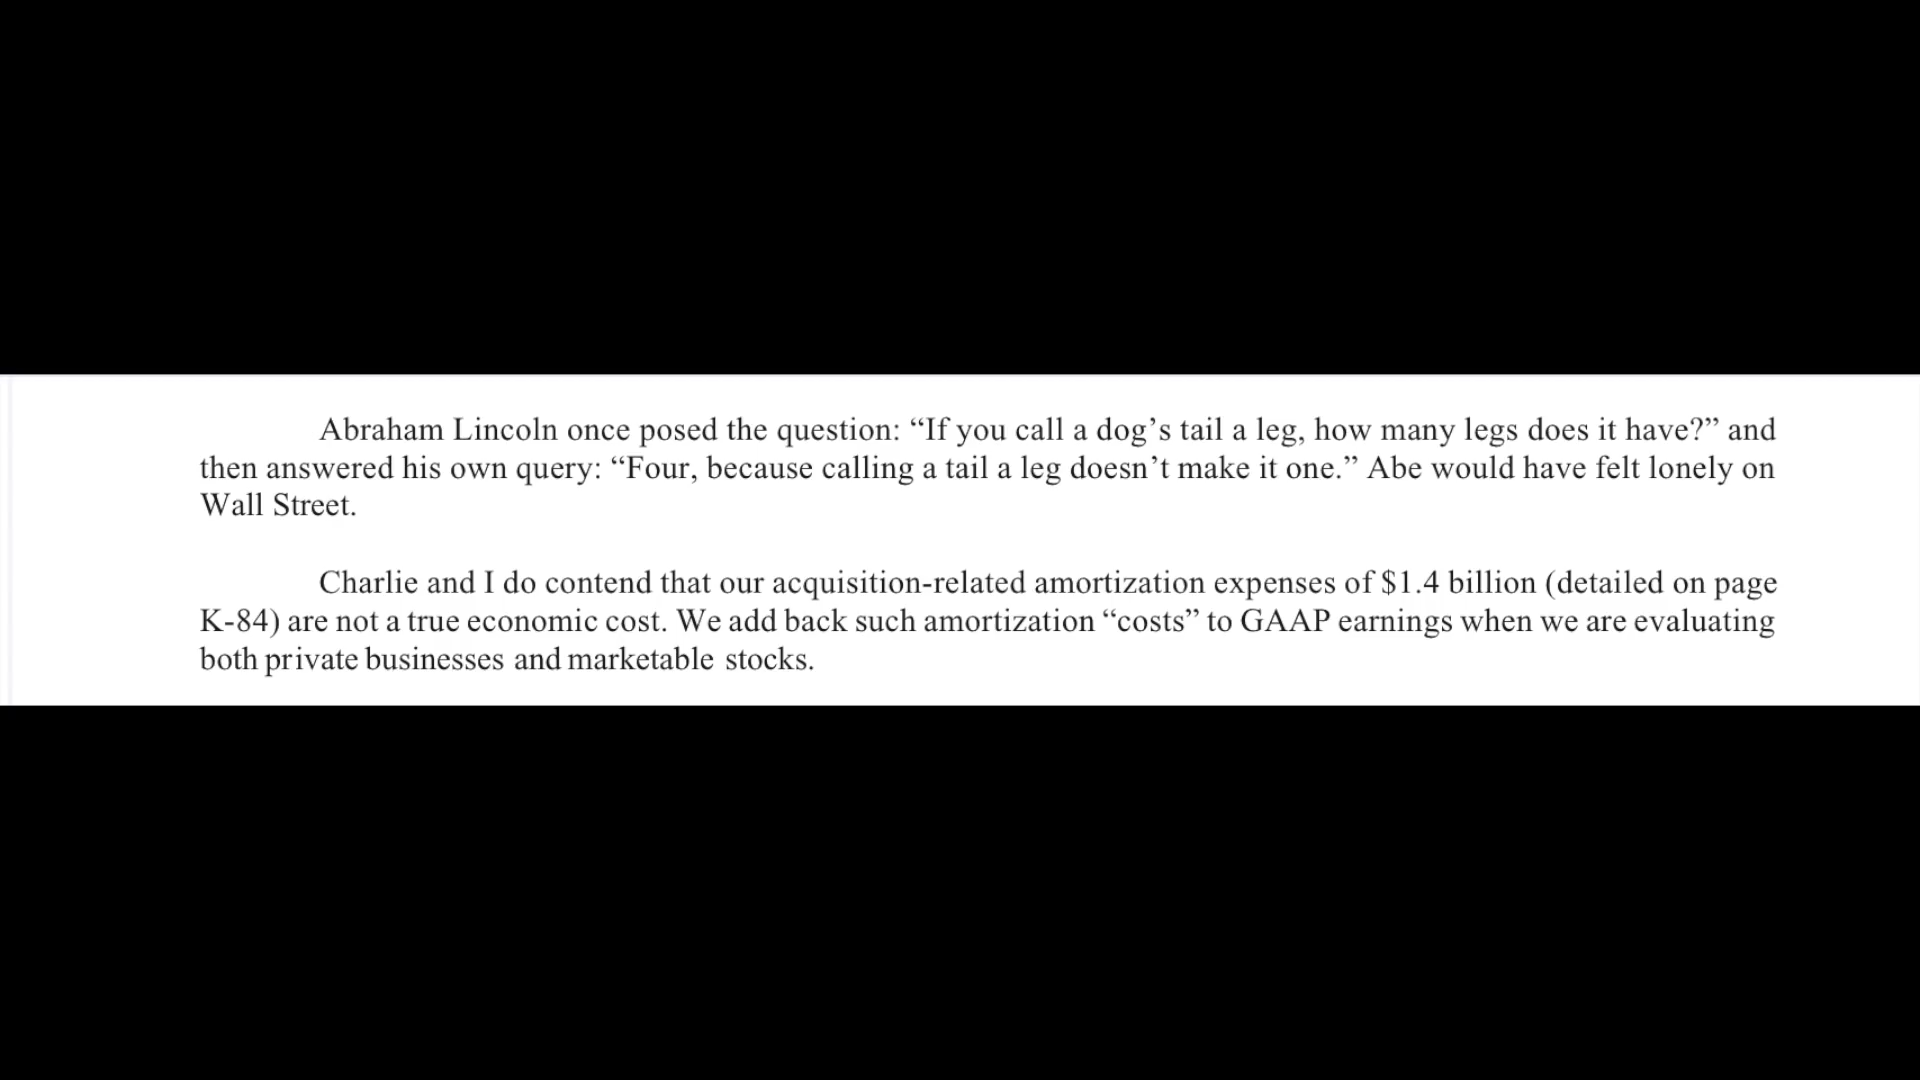 Abraham Lincoln once posed the question: “If you call a dog’s tail a leg, how many legs does it have?” and
then answered his own query: “Four, because calling a tail a leg doesn’t make it one.” Abe would have felt lonely on
Wall Street.
Charlie and I do contend that our acquisition-related amortization expenses of $1.4 billion (detailed on page
K-84) are not a true economic cost. We add back such amortization “costs” to GAAP earnings when we are evaluating
both private businesses and marketable stocks.